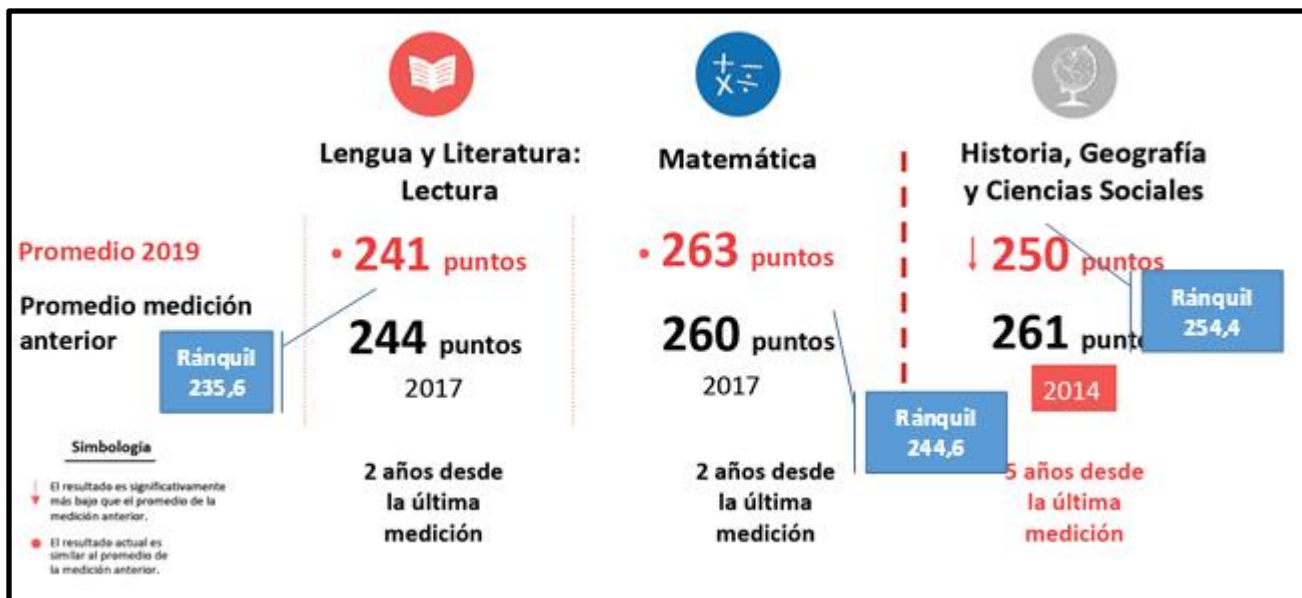 Lengua y Literatura:
Lectura
Matemática
Historia, Geografía
y Ciencias Sociales
Promedio 2019
• 241 puntos
• 263 puntos
↓ 250 puntos
Promedio medición
anterior
244 puntos
2017
260 puntos
2017
261 punto
2014
Ránquil
235,6
Ránquil
244,6
Ránquil
254,4
2 años desde
la última
medición
2 años desde
la última
medición
5 años desde
la última
medición
Simbología
El resultado es significativamente
más bajo que el promedio de la
medición anterior.
El resultado actual es
similar al promedio de
la medición anterior.